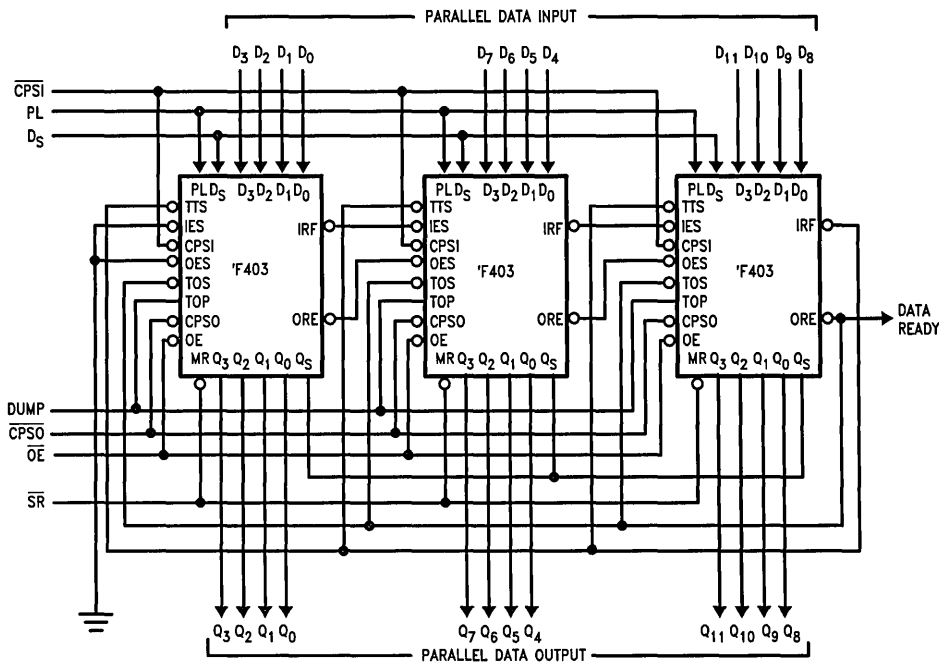 PARALLEL DATA INPUT
D3 D2 D1 D0
D7 D6 D5 D4
D11 D10 D9 D8
CPSI
PL
DS
PL DS D3 D2 D1 D0
TTS
IES
CPSI
OES
TOS
TOP
CPSO
OE
'F403
IRF
ORE
MR Q3 Q2 Q1 Q0 QS
PL DS D3 D2 D1 D0
TTS
IES
CPSI
OES
TOS
TOP
CPSO
OE
'F403
IRF
ORE
MR Q3 Q2 Q1 Q0 QS
PL DS D3 D2 D1 D0
TTS
IES
CPSI
OES
TOS
TOP
CPSO
OE
'F403
IRF
ORE
MR Q3 Q2 Q1 Q0 QS
DATA
READY
DUMP
CPSO
OE
SR
Q3 Q2 Q1 Q0
Q7 Q6 Q5 Q4
Q11 Q10 Q9 Q8
PARALLEL DATA OUTPUT